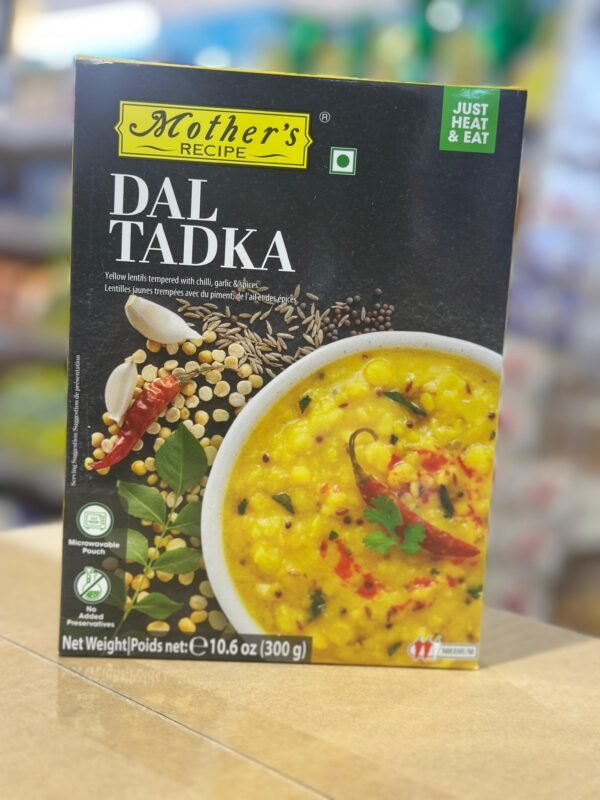 Mother's
RECIPE
®
JUST
HEAT
& EAT
DAL
TADKA
Yellow lentils tempered with chilli, garlic & spices
Lentilles jaunes trempées avec du piment, de l'ail et des épices
Serving Suggestion/Suggestion de présentation
Microwavable
Pouch
No
Added
Preservatives
Net Weight|Poids net: ℮ 10.6 oz (300 g)
MEDIUM